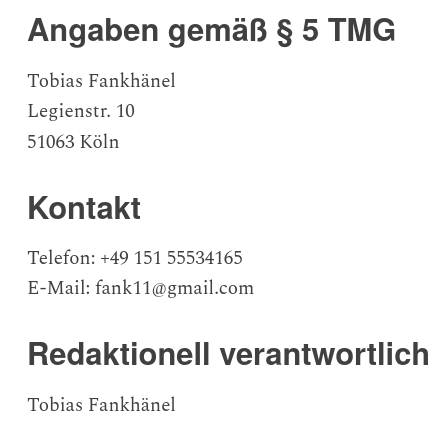 Angaben gemäß § 5 TMG
Tobias Fankhänel
Legienstr. 10
51063 Köln
Kontakt
Telefon: +49 151 55534165
E-Mail: fank11@gmail.com
Redaktionell verantwortlich
Tobias Fankhänel